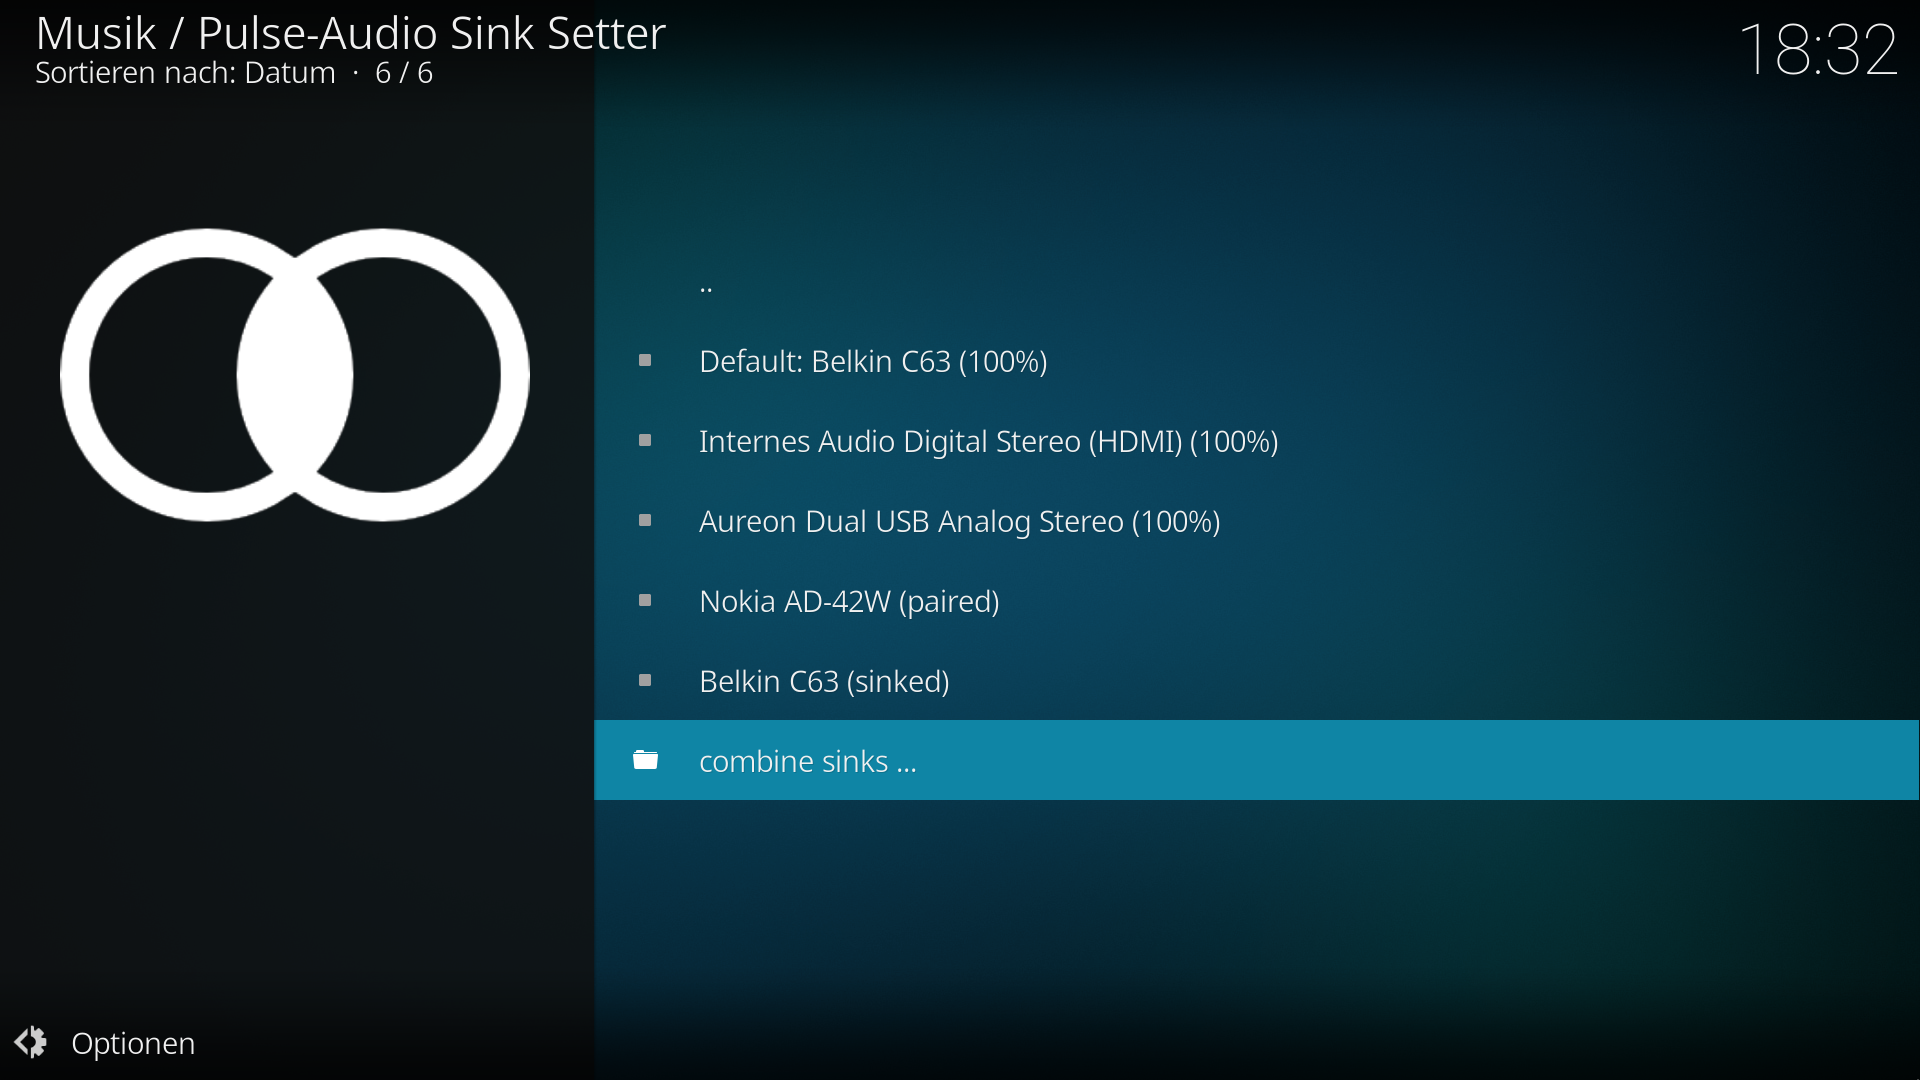 Musik / Pulse-Audio Sink Setter
Sortieren nach: Datum · 6 / 6
18:32
..
Default: Belkin C63 (100%)
Internes Audio Digital Stereo (HDMI) (100%)
Aureon Dual USB Analog Stereo (100%)
Nokia AD-42W (paired)
Belkin C63 (sinked)
combine sinks ...
Optionen